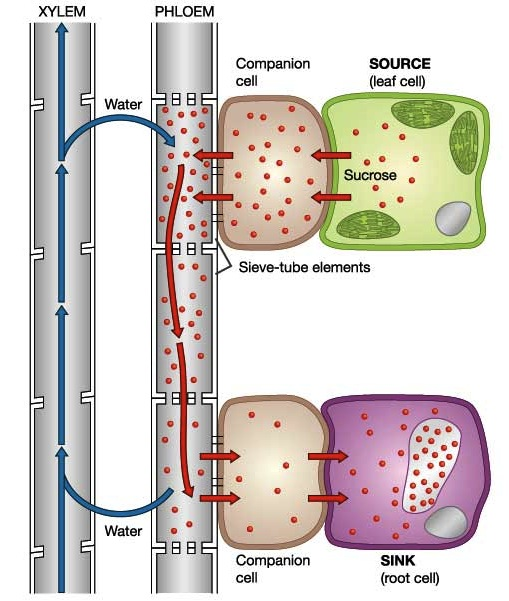 XYLEM
PHLOEM
Companion
cell
SOURCE
(leaf cell)
Water
Sucrose
Sieve-tube elements
Water
Companion
cell
SINK
(root cell)